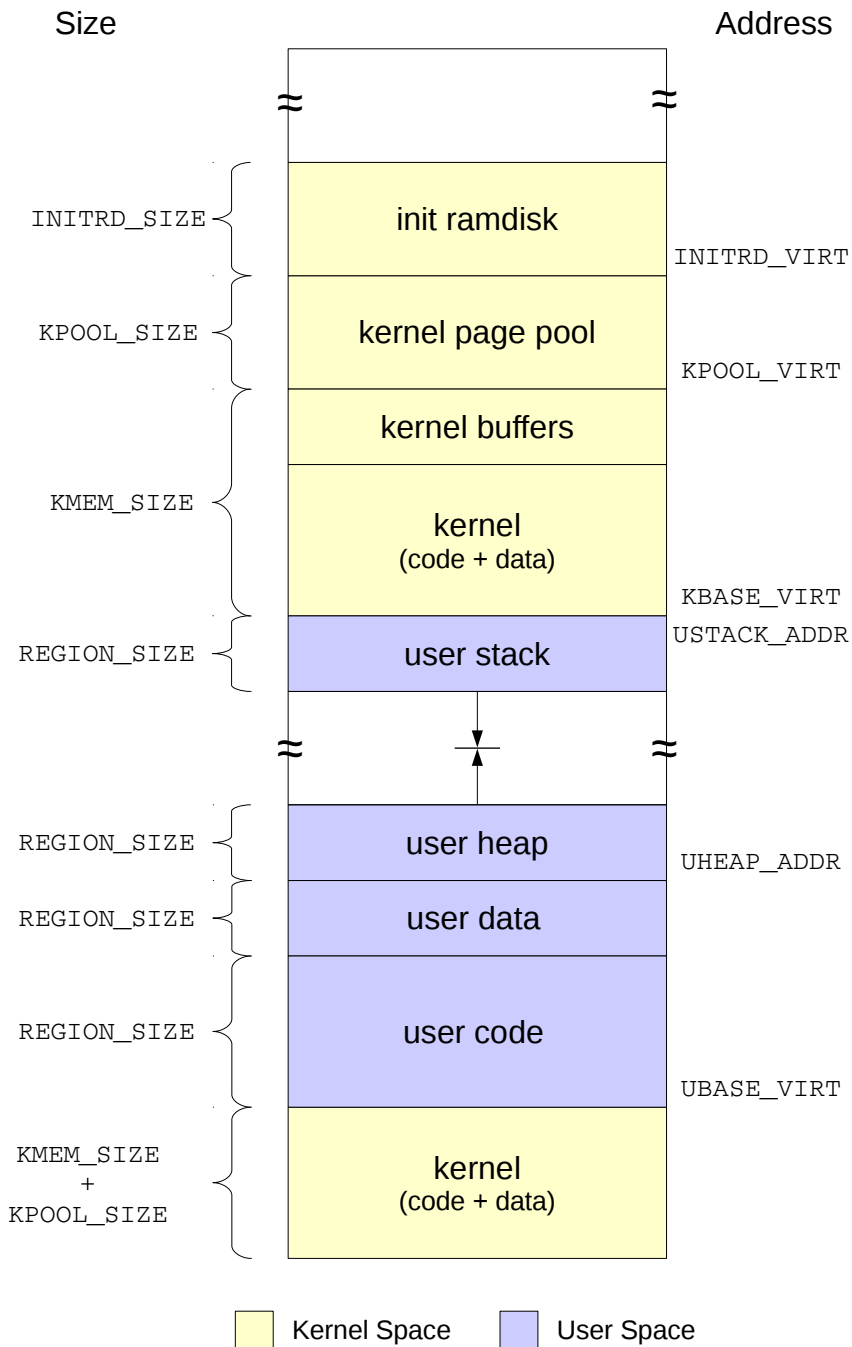 Size
Address
INITRD_SIZE
init ramdisk
INITRD_VIRT
KPOOL_SIZE
kernel page pool
KPOOL_VIRT
kernel buffers
KMEM_SIZE
kernel
(code + data)
KBASE_VIRT
USTACK_ADDR
REGION_SIZE
user stack
REGION_SIZE
user heap
UHEAP_ADDR
REGION_SIZE
user data
REGION_SIZE
user code
UBASE_VIRT
KMEM_SIZE
+
KPOOL_SIZE
kernel
(code + data)
Kernel Space
User Space